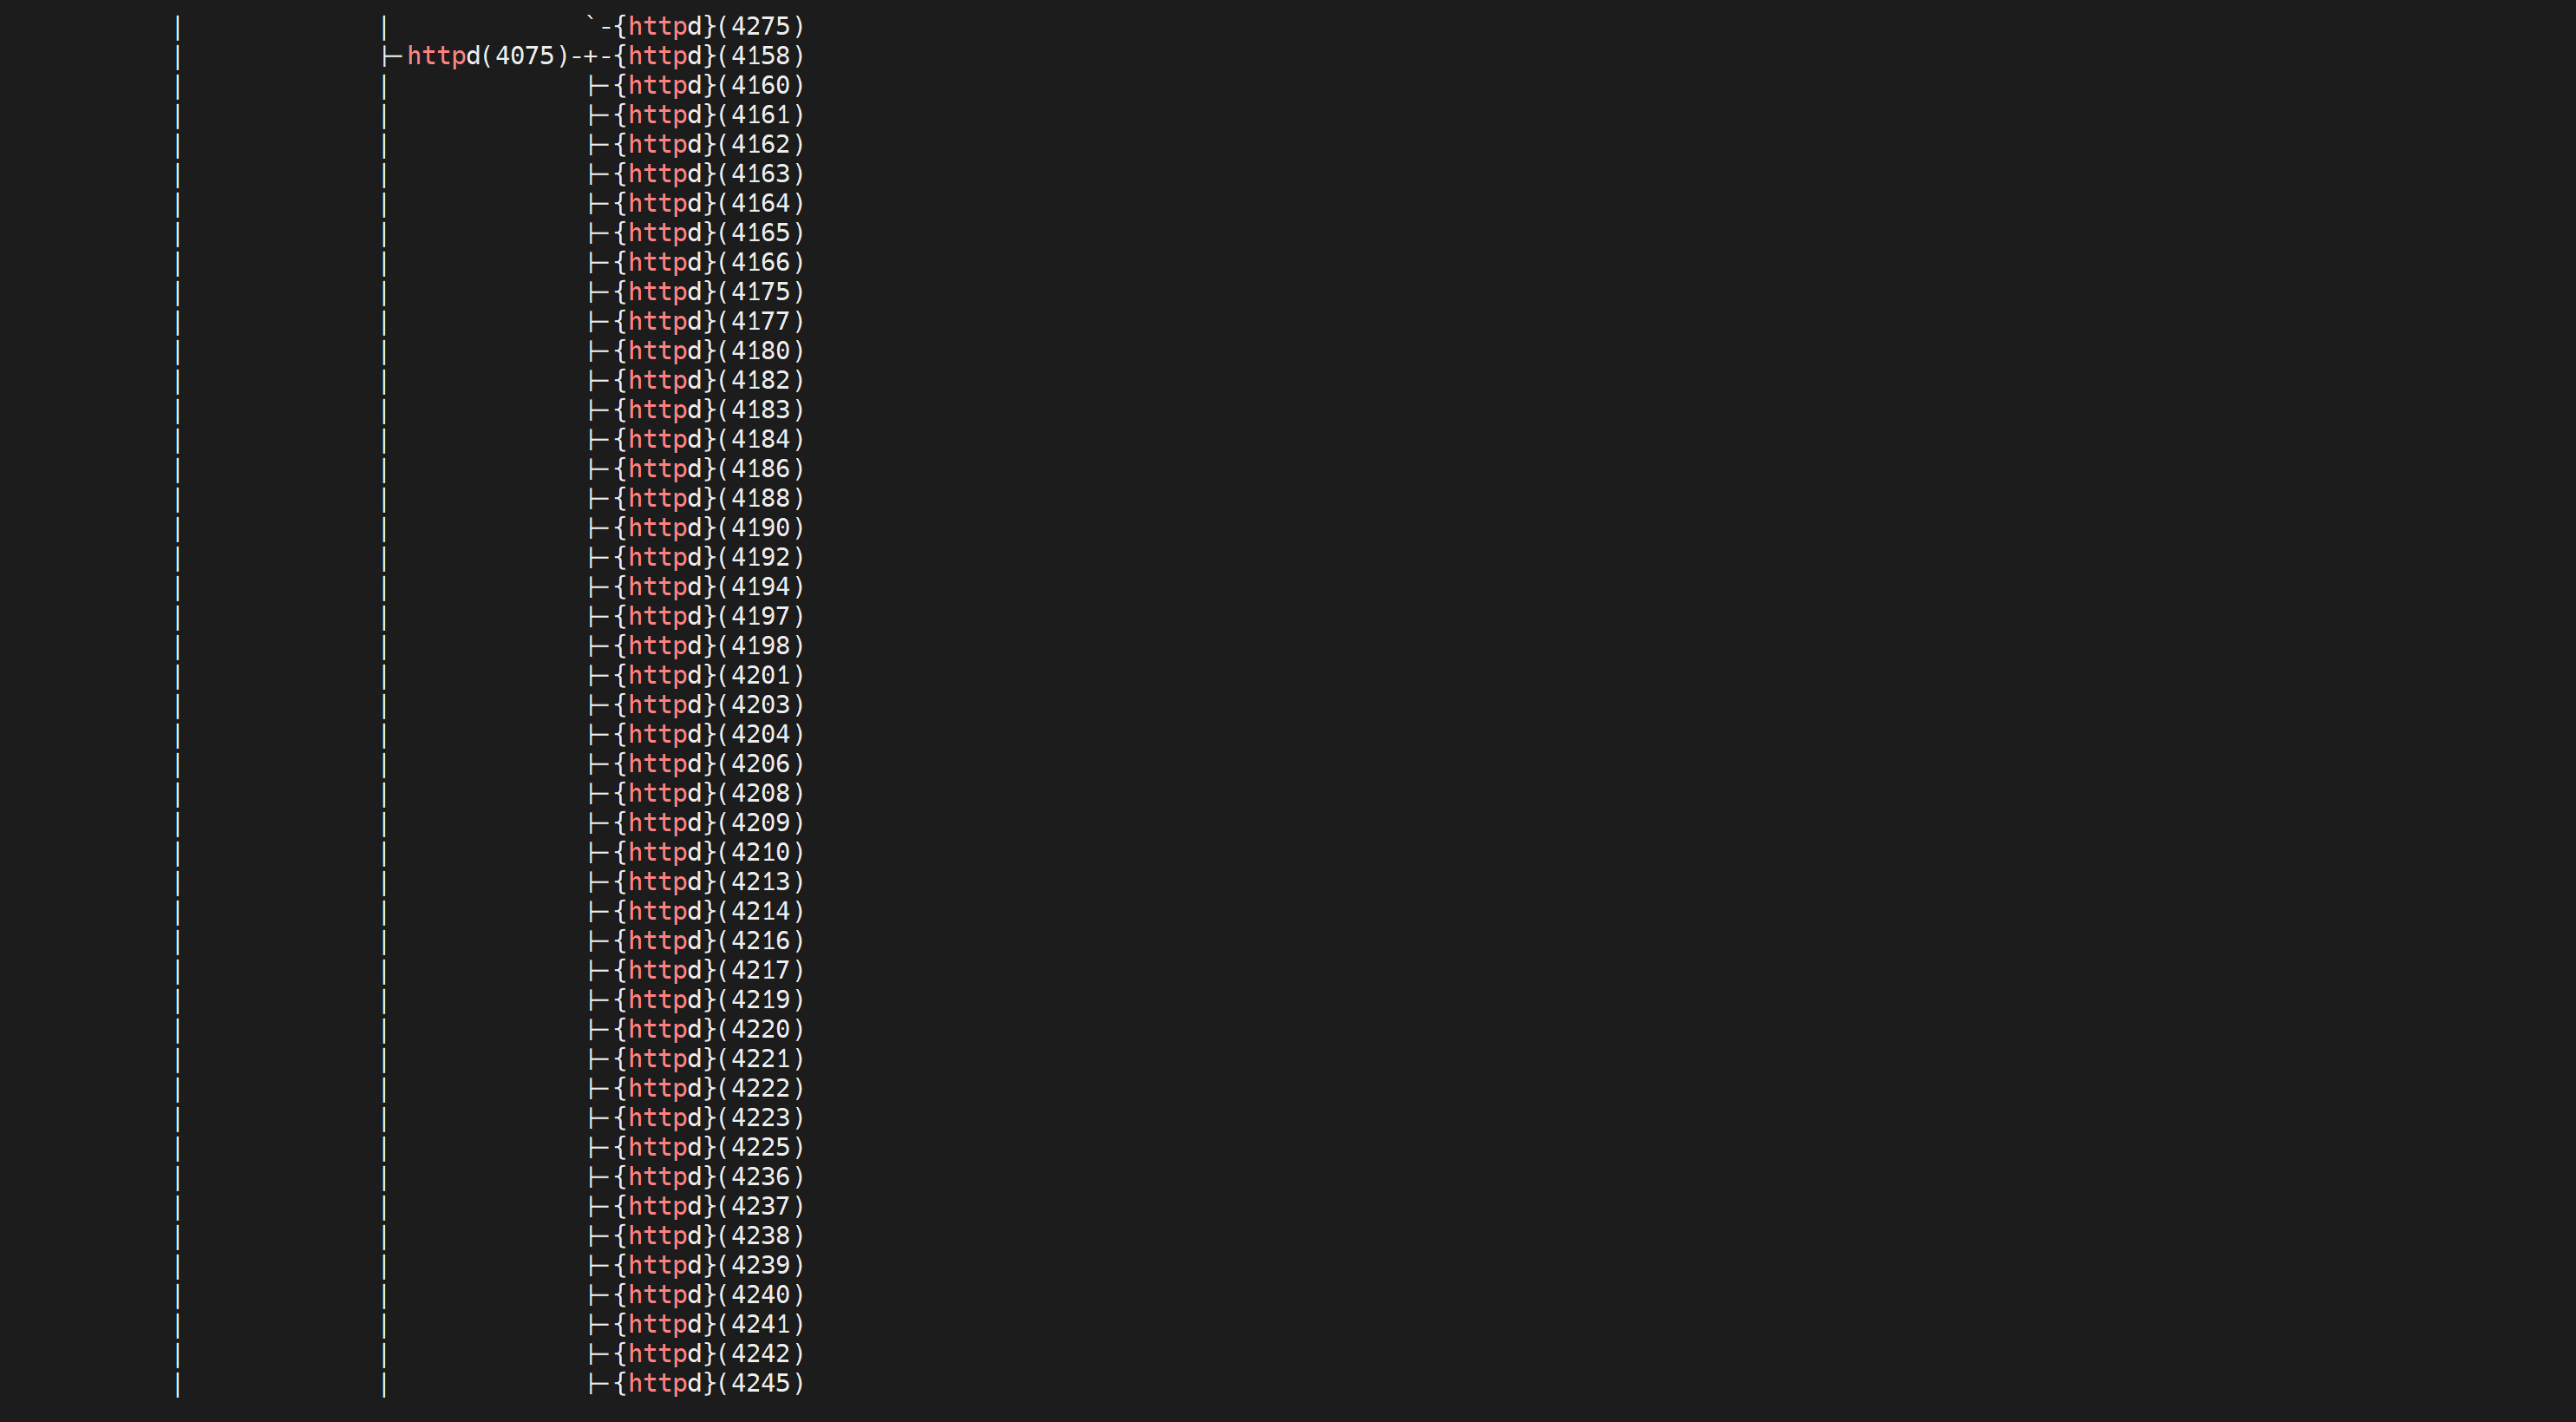 |             |             `-{httpd}(4275)
|             ├─httpd(4075)-+-{httpd}(4158)
|             |             ├─{httpd}(4160)
|             |             ├─{httpd}(4161)
|             |             ├─{httpd}(4162)
|             |             ├─{httpd}(4163)
|             |             ├─{httpd}(4164)
|             |             ├─{httpd}(4165)
|             |             ├─{httpd}(4166)
|             |             ├─{httpd}(4175)
|             |             ├─{httpd}(4177)
|             |             ├─{httpd}(4180)
|             |             ├─{httpd}(4182)
|             |             ├─{httpd}(4183)
|             |             ├─{httpd}(4184)
|             |             ├─{httpd}(4186)
|             |             ├─{httpd}(4188)
|             |             ├─{httpd}(4190)
|             |             ├─{httpd}(4192)
|             |             ├─{httpd}(4194)
|             |             ├─{httpd}(4197)
|             |             ├─{httpd}(4198)
|             |             ├─{httpd}(4201)
|             |             ├─{httpd}(4203)
|             |             ├─{httpd}(4204)
|             |             ├─{httpd}(4206)
|             |             ├─{httpd}(4208)
|             |             ├─{httpd}(4209)
|             |             ├─{httpd}(4210)
|             |             ├─{httpd}(4213)
|             |             ├─{httpd}(4214)
|             |             ├─{httpd}(4216)
|             |             ├─{httpd}(4217)
|             |             ├─{httpd}(4219)
|             |             ├─{httpd}(4220)
|             |             ├─{httpd}(4221)
|             |             ├─{httpd}(4222)
|             |             ├─{httpd}(4223)
|             |             ├─{httpd}(4225)
|             |             ├─{httpd}(4236)
|             |             ├─{httpd}(4237)
|             |             ├─{httpd}(4238)
|             |             ├─{httpd}(4239)
|             |             ├─{httpd}(4240)
|             |             ├─{httpd}(4241)
|             |             ├─{httpd}(4242)
|             |             ├─{httpd}(4245)